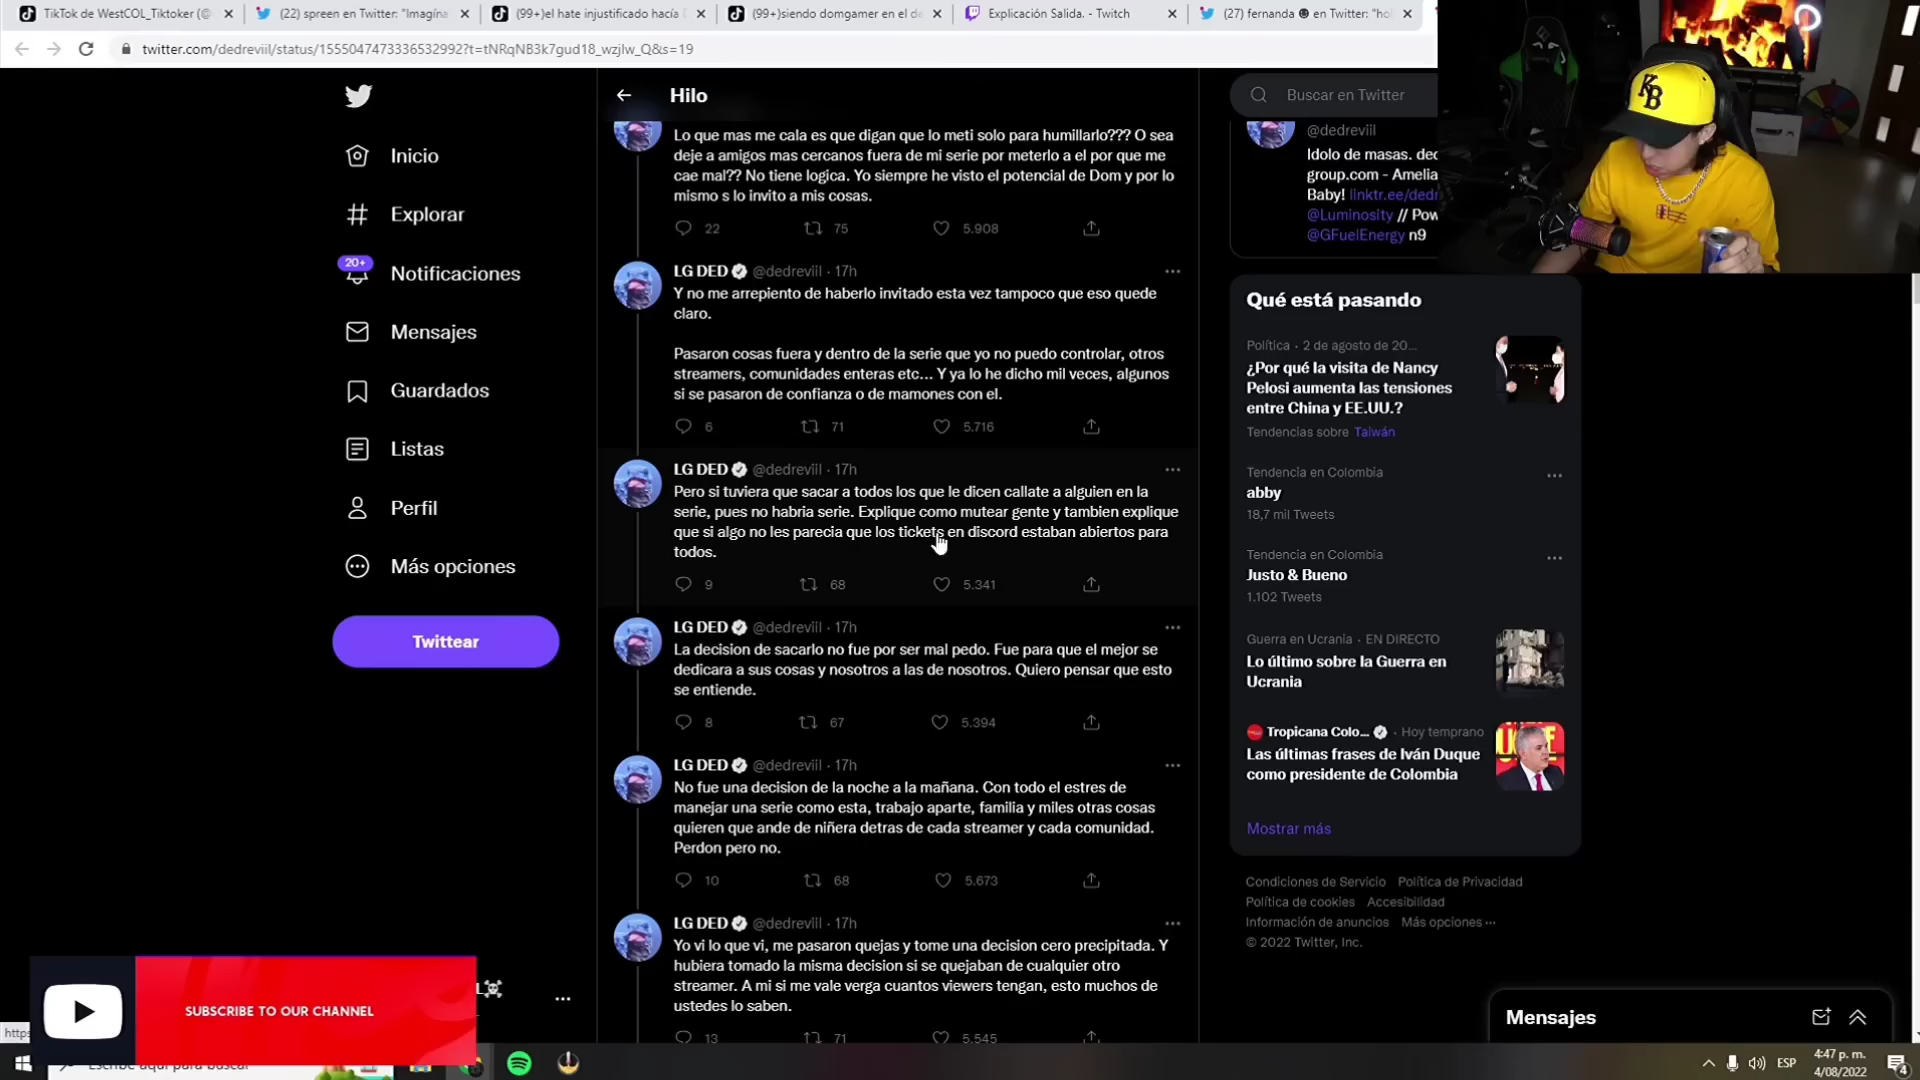 TikTok de WestCOL_Tiktoker (@
(22) spreen en Twitter: "Imagína
(99+)el hate injustificado hacía
(99+)siendo domgamer en el de
Explicación Salida. - Twitch
(27) fernanda en Twitter: "hol
twitter.com/dedreviil/status/1555047473336532992?t=tNRqNB3k7gud18_wzjlw_Q&s=19
Inicio
Explorar
20+
Notificaciones
Mensajes
Guardados
Listas
Perfil
Más opciones
Twittear
Hilo
Lo que mas me cala es que digan que lo meti solo para humillarlo??? O sea
deje a amigos mas cercanos fuera de mi serie por meterlo a el por que me
cae mal?? No tiene logica. Yo siempre he visto el potencial de Dom y por lo
mismo s lo invito a mis cosas.
22 75 5.908
LG DED @dedreviil · 17h
Y no me arrepiento de haberlo invitado esta vez tampoco que eso quede
claro.
Pasaron cosas fuera y dentro de la serie que yo no puedo controlar, otros
streamers, comunidades enteras etc... Y ya lo he dicho mil veces, algunos
si se pasaron de confianza o de mamones con el.
6 71 5.716
LG DED @dedreviil · 17h
Pero si tuviera que sacar a todos los que le dicen callate a alguien en la
serie, pues no habria serie. Explique como mutear gente y tambien explique
que si algo no les parecia que los tickets en discord estaban abiertos para
todos.
9 68 5.341
LG DED @dedreviil · 17h
La decision de sacarlo no fue por ser mal pedo. Fue para que el mejor se
dedicara a sus cosas y nosotros a las de nosotros. Quiero pensar que esto
se entiende.
8 67 5.394
LG DED @dedreviil · 17h
No fue una decision de la noche a la mañana. Con todo el estres de
manejar una serie como esta, trabajo aparte, familia y miles otras cosas
quieren que ande de niñera detras de cada streamer y cada comunidad.
Perdon pero no.
10 68 5.673
LG DED @dedreviil · 17h
Yo vi lo que vi, me pasaron quejas y tome una decision cero precipitada. Y
hubiera tomado la misma decision si se quejaban de cualquier otro
streamer. A mi si me vale verga cuantos viewers tengan, esto muchos de
ustedes lo saben.
13 71 5.545
Buscar en Twitter
@dedreviil
Idolo de masas. ded
group.com - Amelia
Baby! linktr.ee/dedr
@Luminosity // Pow
@GFuelEnergy n9
KB
Qué está pasando
Política · 2 de agosto de 20...
¿Por qué la visita de Nancy
Pelosi aumenta las tensiones
entre China y EE.UU.?
Tendencias sobre Taiwán
Tendencia en Colombia
abby
18,7 mil Tweets
Tendencia en Colombia
Justo & Bueno
1.102 Tweets
Guerra en Ucrania · EN DIRECTO
Lo último sobre la Guerra en
Ucrania
Tropicana Colo... · Hoy temprano
Las últimas frases de Iván Duque
como presidente de Colombia
Mostrar más
Condiciones de Servicio Política de Privacidad
Política de cookies Accesibilidad
Información de anuncios Más opciones ···
© 2022 Twitter, Inc.
Mensajes
SUBSCRIBE TO OUR CHANNEL
L
https
Escribe aquí para buscar
ESP
4:47 p. m.
4/08/2022
4